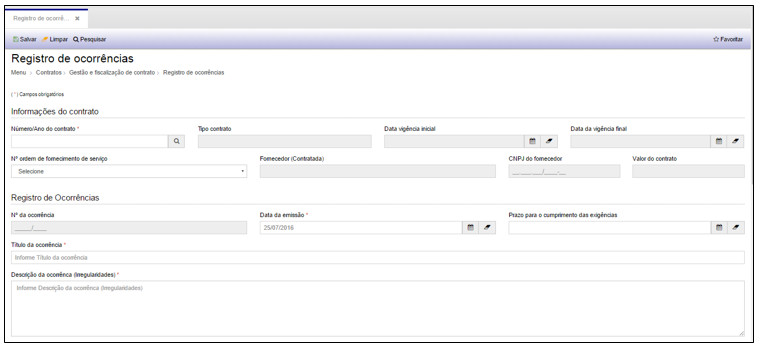 Registro de ocorrê... ✖
Salvar Limpar Pesquisar ☆ Favoritar
Registro de ocorrências
Menu › Contratos › Gestão e fiscalização de contrato › Registro de ocorrências
( * ) Campos obrigatórios
Informações do contrato
Número/Ano do contrato * Tipo contrato Data vigência inicial Data da vigência final
Nº ordem de fornecimento de serviço Fornecedor (Contratada) CNPJ do fornecedor Valor do contrato
Selecione __.___.___/____-__
Registro de Ocorrências
Nº da ocorrência Data da emissão * Prazo para o cumprimento das exigências
____/____ 25/07/2016
Título da ocorrência *
Informe Título da ocorrência
Descrição da ocorrênca (Irregularidades) *
Informe Descrição da ocorrênca (Irregularidades)